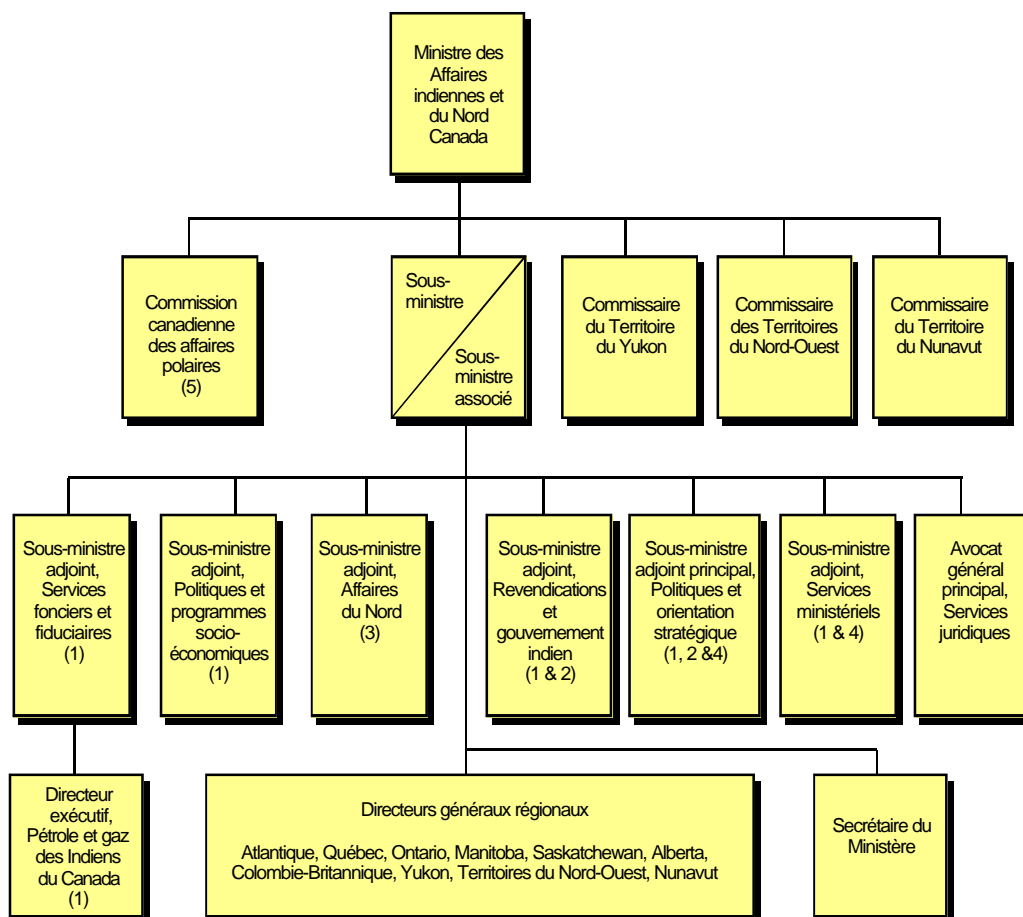 Ministre des
Affaires
indiennes et
du Nord
Canada
Commission
canadienne
des affaires
polaires
(5)
Sous-
ministre
Sous-
ministre
associé
Commissaire
du Territoire
du Yukon
Commissaire
des Territoires
du Nord-Ouest
Commissaire
du Territoire
du Nunavut
Sous-ministre
adjoint,
Services
fonciers et
fiduciaires
(1)
Sous-ministre
adjoint,
Politiques et
programmes
socio-
économiques
(1)
Sous-ministre
adjoint,
Affaires
du Nord
(3)
Sous-ministre
adjoint,
Revendications
et
gouvernement
indien
(1 & 2)
Sous-ministre
adjoint principal,
Politiques et
orientation
stratégique
(1, 2 &4)
Sous-ministre
adjoint,
Services
ministériels
(1 & 4)
Avocat
général
principal,
Services
juridiques
Directeur
exécutif,
Pétrole et gaz
des Indiens
du Canada
(1)
Directeurs généraux régionaux
Atlantique, Québec, Ontario, Manitoba, Saskatchewan, Alberta,
Colombie-Britannique, Yukon, Territoires du Nord-Ouest, Nunavut
Secrétaire du
Ministère